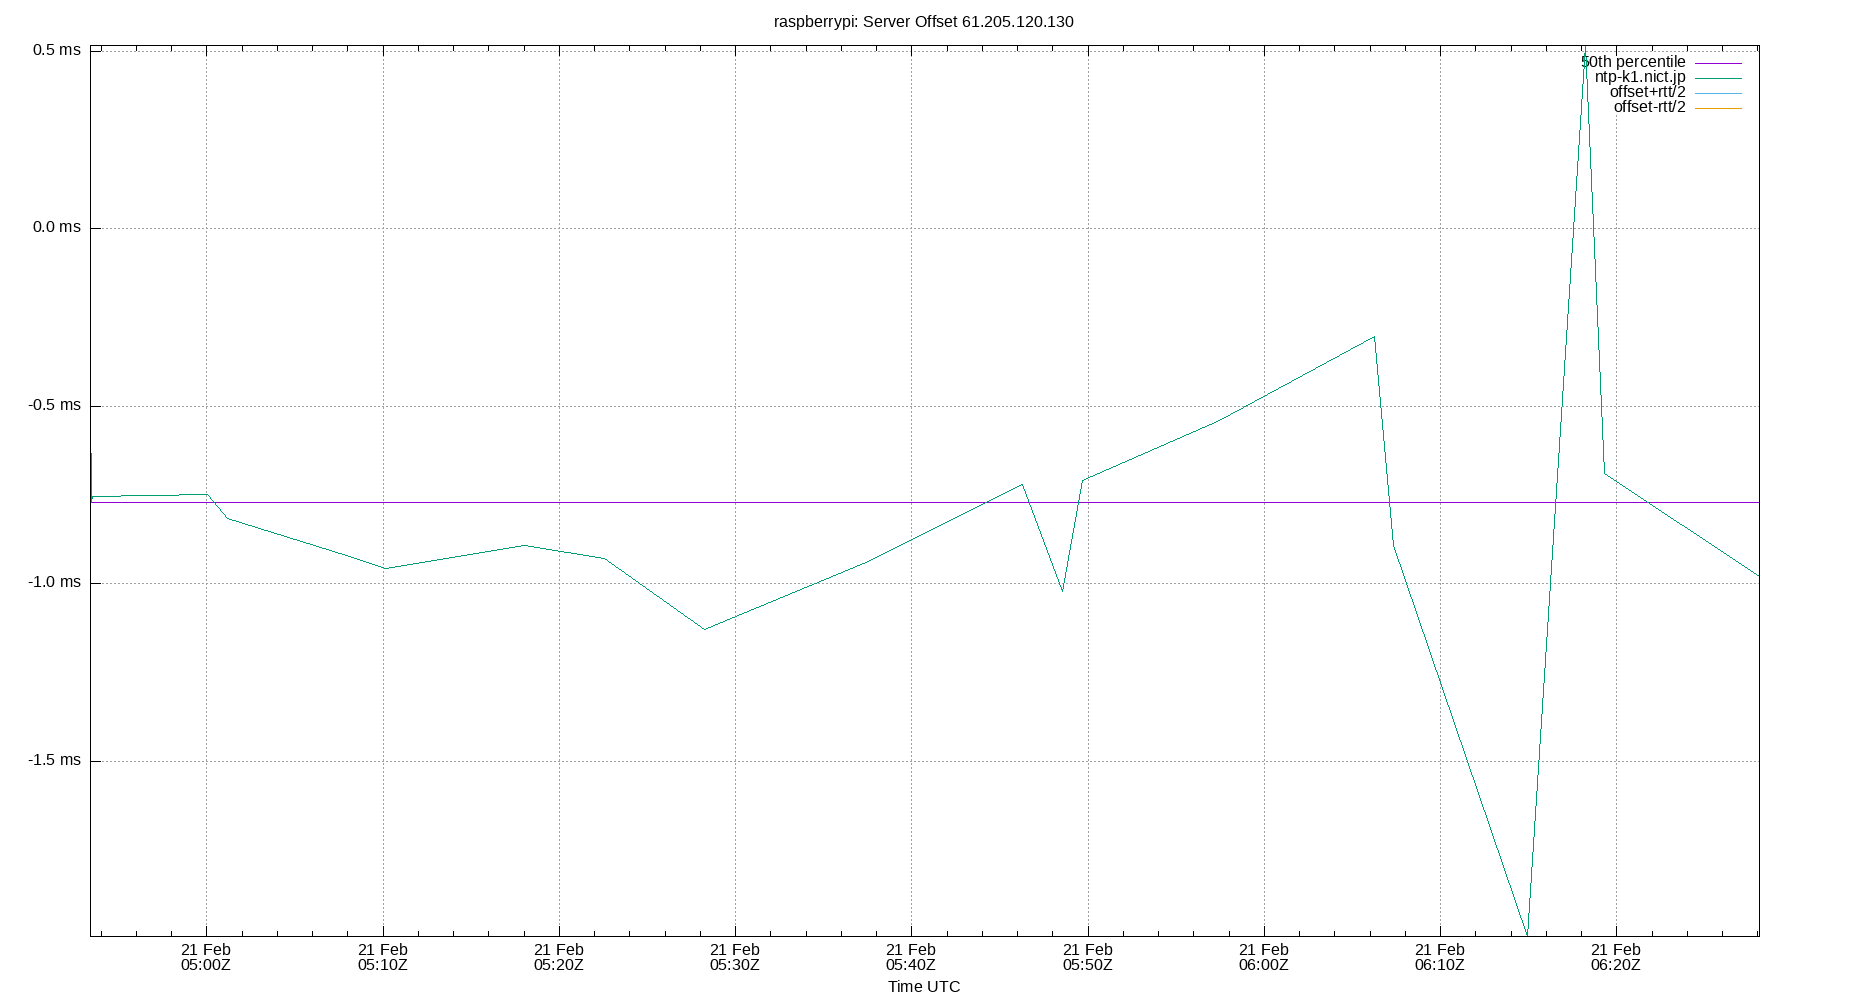 raspberrypi: Server Offset 61.205.120.130
0.5 ms
0.0 ms
-0.5 ms
-1.0 ms
-1.5 ms
50th percentile
ntp-k1.nict.jp
offset+rtt/2
offset-rtt/2
21 Feb
05:00Z
21 Feb
05:10Z
21 Feb
05:20Z
21 Feb
05:30Z
21 Feb
05:40Z
21 Feb
05:50Z
21 Feb
06:00Z
21 Feb
06:10Z
21 Feb
06:20Z
Time UTC